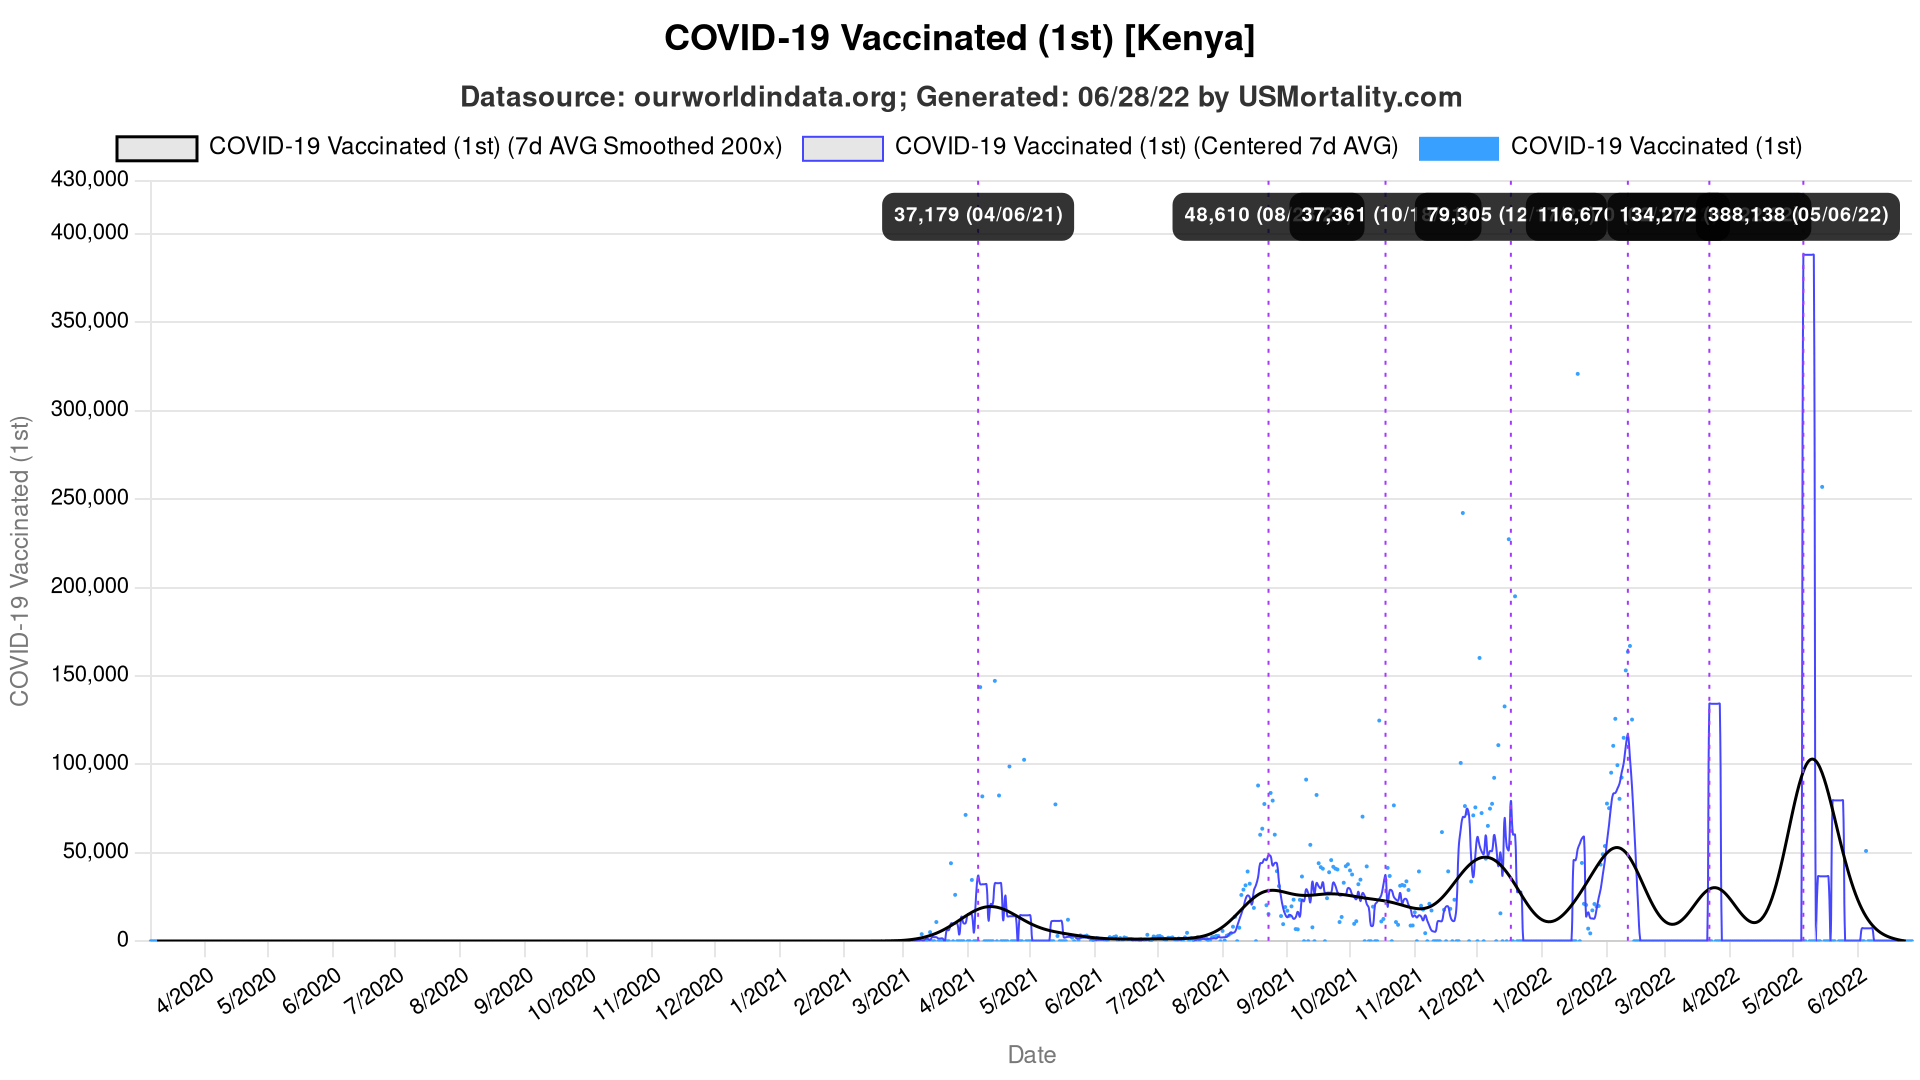 COVID-19 Vaccinated (1st) [Kenya]
Datasource: ourworldindata.org; Generated: 06/28/22 by USMortality.com
COVID-19 Vaccinated (1st) (7d AVG Smoothed 200x) COVID-19 Vaccinated (1st) (Centered 7d AVG) COVID-19 Vaccinated (1st)
37,179 (04/06/21) 48,610 (08/ 37,361 (10/ 79,305 (12/ 116,670 134,272 388,138 (05/06/22)
430,000
400,000
350,000
300,000
250,000
200,000
150,000
100,000
50,000
0
COVID-19 Vaccinated (1st)
4/2020 5/2020 6/2020 7/2020 8/2020 9/2020 10/2020 11/2020 12/2020 1/2021 2/2021 3/2021 4/2021 5/2021 6/2021 7/2021 8/2021 9/2021 10/2021 11/2021 12/2021 1/2022 2/2022 3/2022 4/2022 5/2022 6/2022
Date